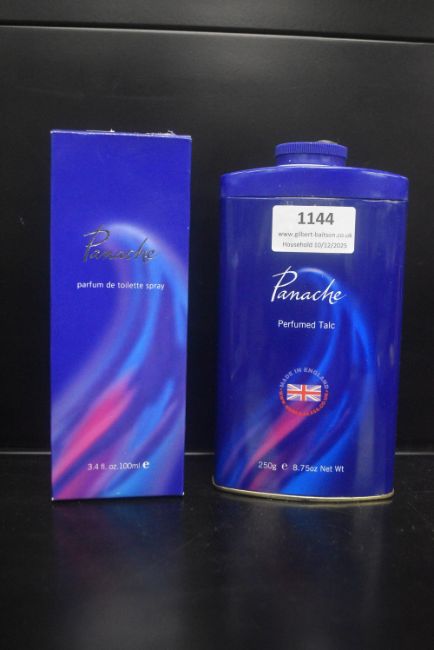 Panache
parfum de toilette spray
3.4 fl. oz.100ml ℮
1144
www.gilbert-baitson.co.uk
Household 10/12/2025
Panache
Perfumed Talc
MADE IN ENGLAND
250g ℮ 8.75oz Net Wt